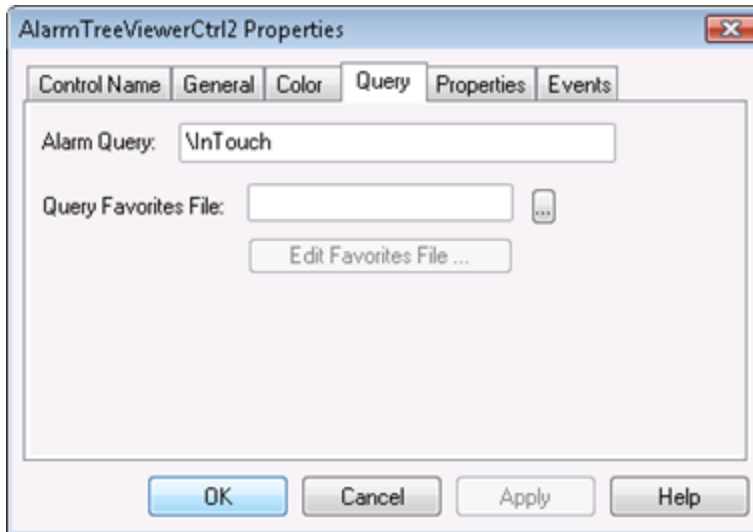 AlarmTreeViewerCtrl2 Properties
Control Name General Color Query Properties Events
Alarm Query: \InTouch
Query Favorites File: ...
Edit Favorites File ...
OK Cancel Apply Help